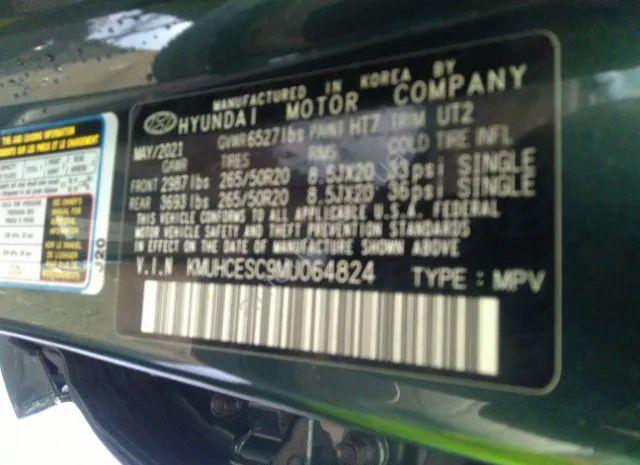 MANUFACTURED IN KOREA BY
HYUNDAI MOTOR COMPANY
MAY/2021 GVWR 6527lbs PAINT HT7 TRIM UT2
GAWR TIRES RIMS COLD TIRE INFL
FRONT 2987lbs 265/50R20 8.5JX20 33psi SINGLE
REAR 3693lbs 265/50R20 8.5JX20 36psi SINGLE
THIS VEHICLE CONFORMS TO ALL APPLICABLE U.S.A. FEDERAL
MOTOR VEHICLE SAFETY AND THEFT PREVENTION STANDARDS
IN EFFECT ON THE DATE OF MANUFACTURE SHOWN ABOVE
V.I.N KMUHCESC9MU064824 TYPE : MPV
J20